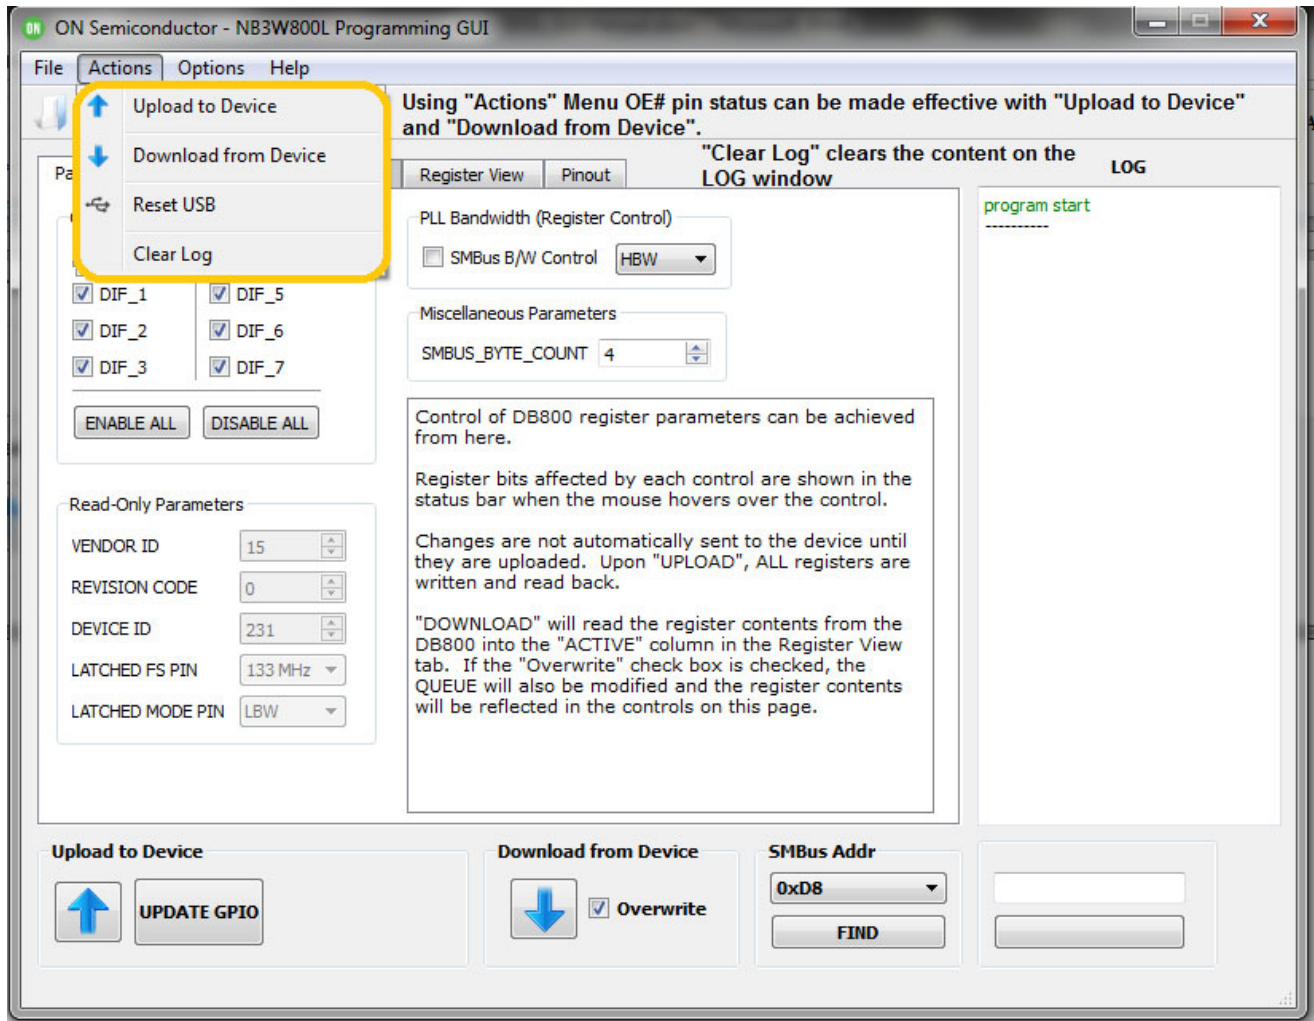 ON Semiconductor - NB3W800L Programming GUI
File Actions Options Help
Upload to Device
Download from Device
Reset USB
Clear Log
Using "Actions" Menu OE# pin status can be made effective with "Upload to Device"
and "Download from Device".
"Clear Log" clears the content on the
LOG window
Register View Pinout
LOG
program start
----------
PLL Bandwidth (Register Control)
SMBus B/W Control HBW
DIF_1 DIF_5
DIF_2 DIF_6
DIF_3 DIF_7
ENABLE ALL DISABLE ALL
Miscellaneous Parameters
SMBUS_BYTE_COUNT 4
Control of DB800 register parameters can be achieved
from here.
Register bits affected by each control are shown in the
status bar when the mouse hovers over the control.
Changes are not automatically sent to the device until
they are uploaded. Upon "UPLOAD", ALL registers are
written and read back.
"DOWNLOAD" will read the register contents from the
DB800 into the "ACTIVE" column in the Register View
tab. If the "Overwrite" check box is checked, the
QUEUE will also be modified and the register contents
will be reflected in the controls on this page.
Read-Only Parameters
VENDOR ID 15
REVISION CODE 0
DEVICE ID 231
LATCHED FS PIN 133 MHz
LATCHED MODE PIN LBW
Upload to Device
UPDATE GPIO
Download from Device
Overwrite
SMBus Addr
0xD8
FIND